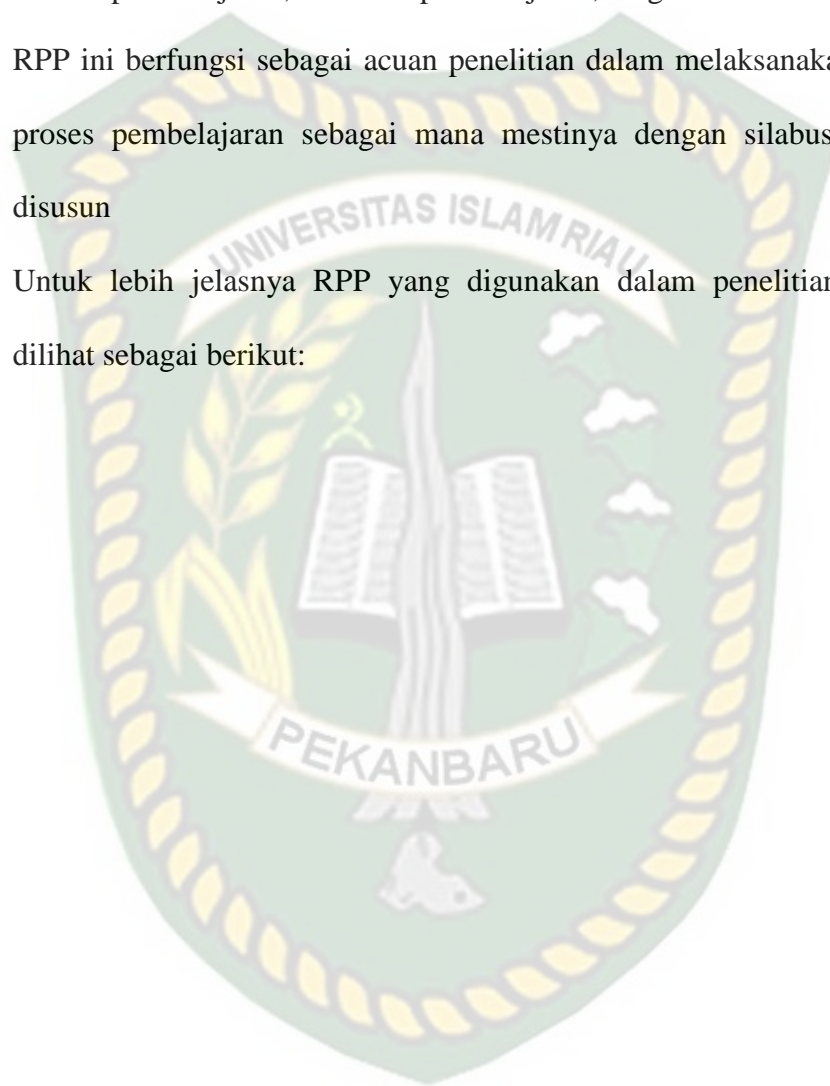 RPP ini berfungsi sebagai acuan penelitian dalam melaksanaka
proses pembelajaran sebagai mana mestinya dengan silabus
disusun
UNIVERSITAS ISLAM RIAU
Untuk lebih jelasnya RPP yang digunakan dalam penelitian
dilihat sebagai berikut:
PEKANBARU